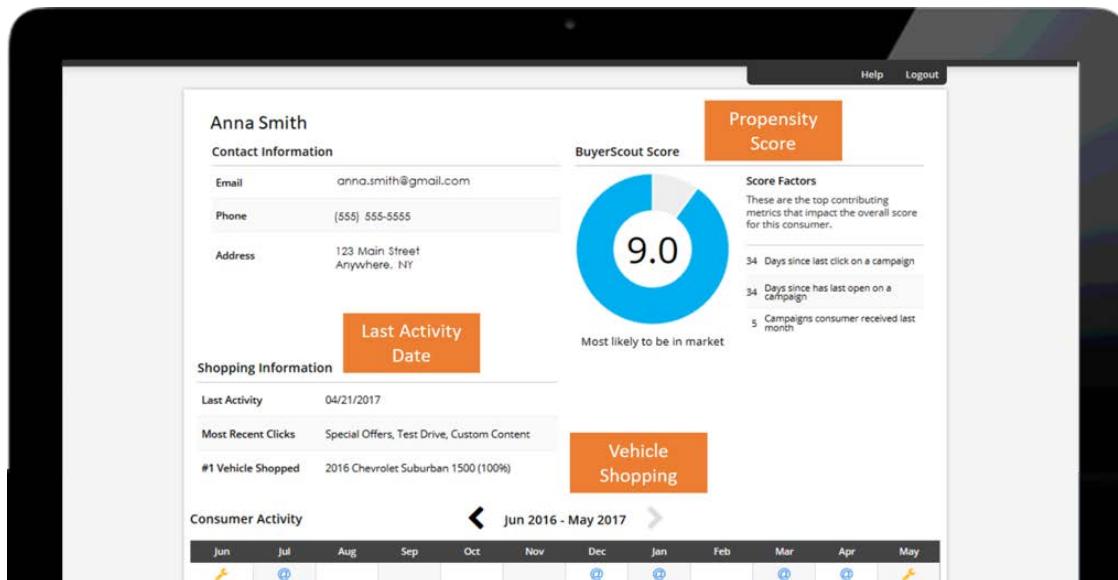 Help Logout
Anna Smith
Propensity
Score
Contact Information
BuyerScout Score
Email anna.smith@gmail.com
Phone (555) 555-5555
Address 123 Main Street
Anywhere, NY
9.0
Most likely to be in market
Score Factors
These are the top contributing
metrics that impact the overall score
for this consumer.
34 Days since last click on a campaign
34 Days since has last open on a
campaign
5 Campaigns consumer received last
month
Last Activity
Date
Shopping Information
Last Activity 04/21/2017
Most Recent Clicks Special Offers, Test Drive, Custom Content
#1 Vehicle Shopped 2016 Chevrolet Suburban 1500 (100%)
Vehicle
Shopping
Consumer Activity
Jun 2016 - May 2017
Jun Jul Aug Sep Oct Nov Dec Jan Feb Mar Apr May
@ @ @ @ @